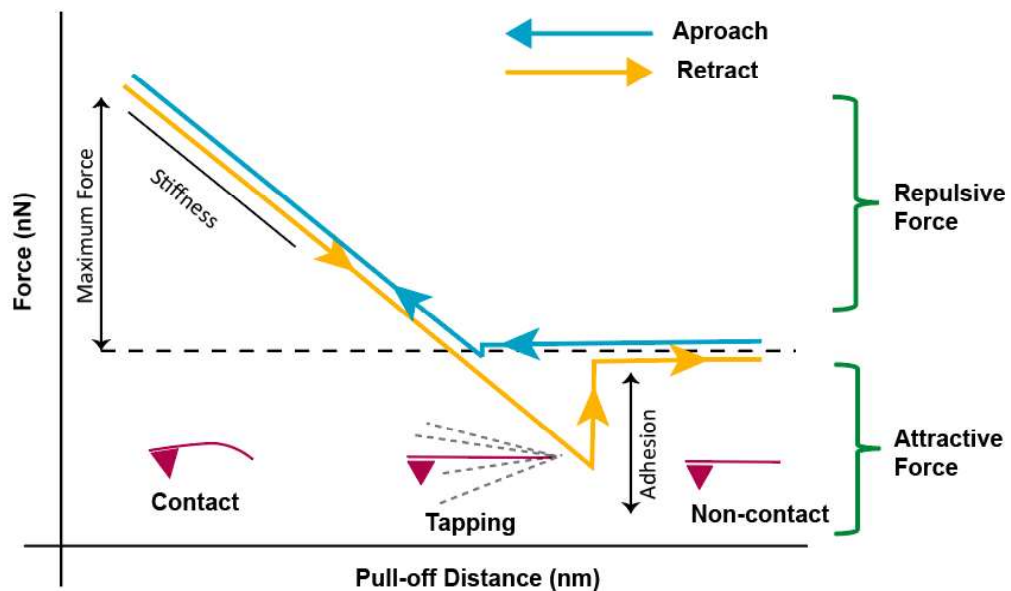 Aproach
Retract
Force (nN)
Maximum Force
Stiffness
Repulsive
Force
Attractive
Force
Adhesion
Contact
Tapping
Non-contact
Pull-off Distance (nm)